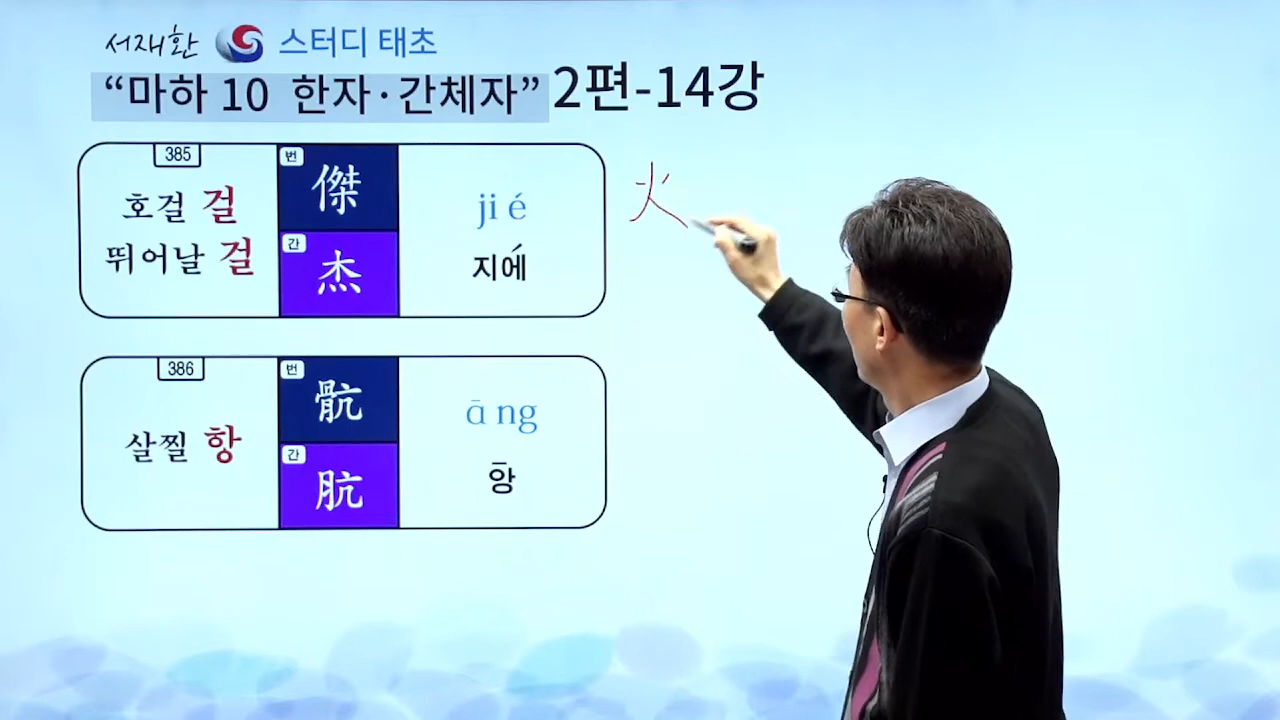 서재환 스터디 태초
“마하 10 한자·간체자” 2편-14강
385
호걸 걸
뛰어날 걸
번
傑
간
杰
jié
지에́
火
386
살찔 항
번
骯
간
肮
āng
앙̄